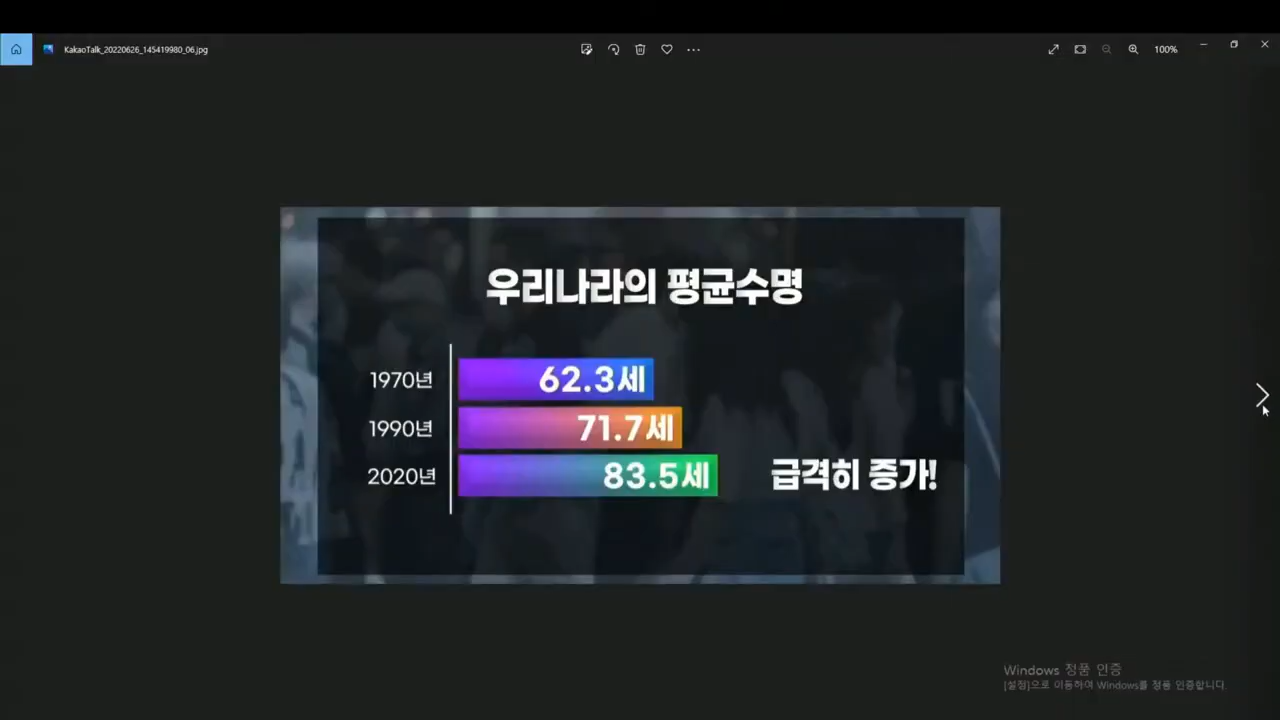 KakaoTalk_20220626_145419980_06.jpg
100%
우리나라의 평균수명
1970년 62.3세
1990년 71.7세
2020년 83.5세 급격히 증가!
Windows 정품 인증
[설정]으로 이동하여 Windows를 정품 인증합니다.